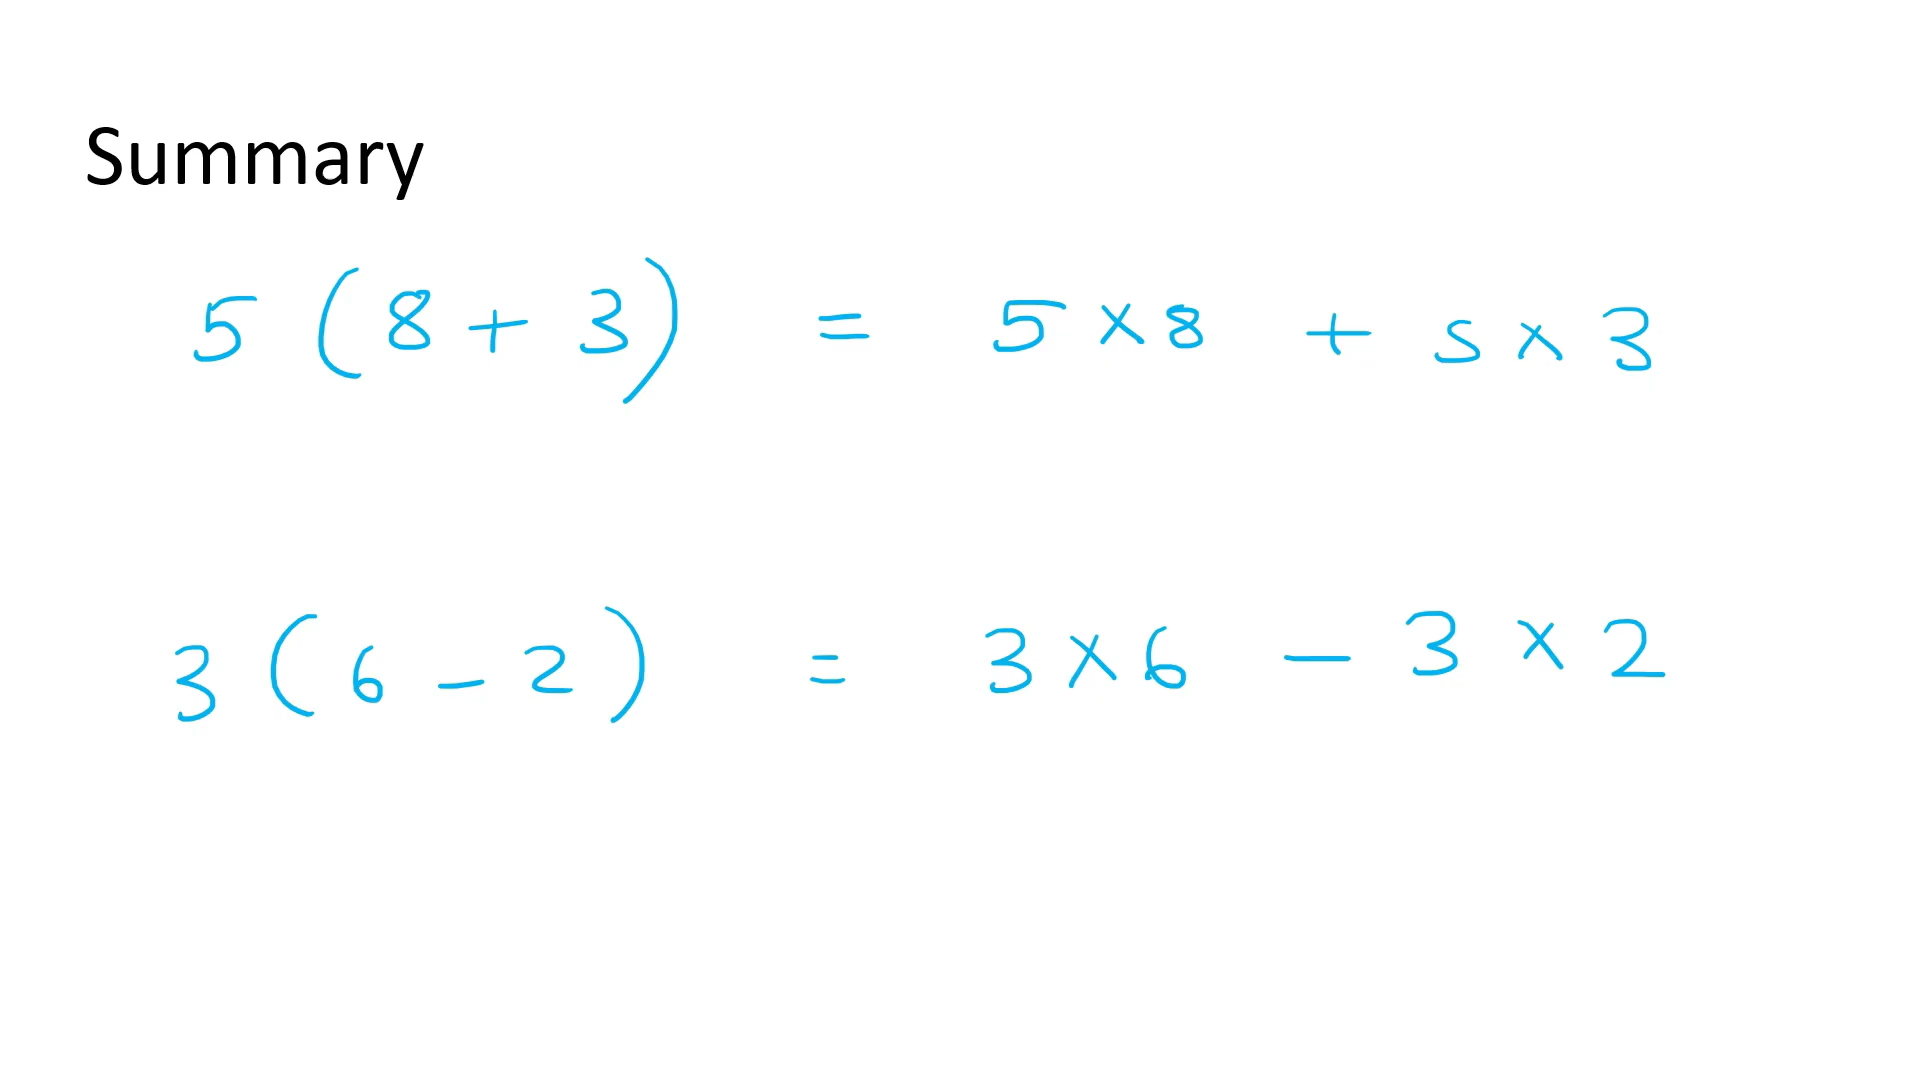 Summary
5 (8 + 3) = 5 × 8 + 5 × 3
3 (6 - 2) = 3 × 6 - 3 × 2